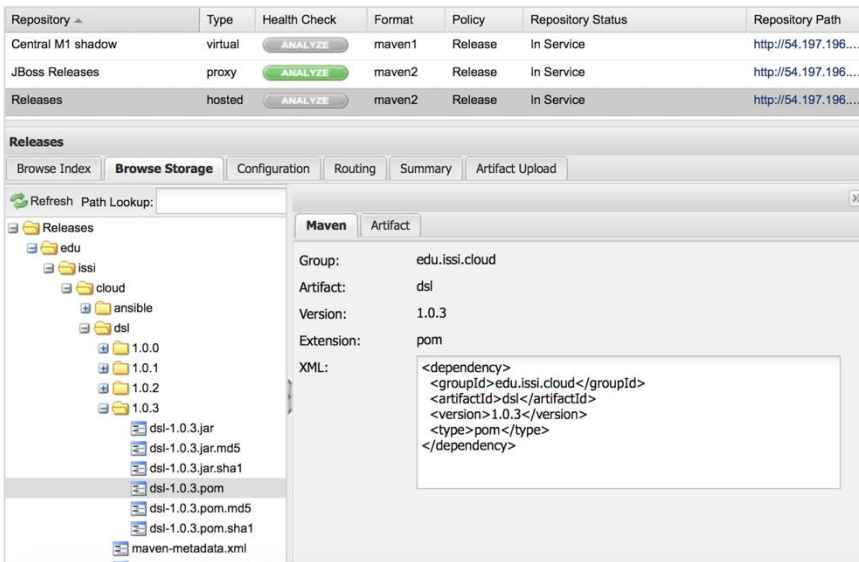 Repository Type Health Check Format Policy Repository Status Repository Path
Central M1 shadow virtual ANALYZE maven1 Release In Service http://54.197.196....
JBoss Releases proxy ANALYZE maven2 Release In Service http://54.197.196....
Releases hosted ANALYZE maven2 Release In Service http://54.197.196....
Releases
Browse Index Browse Storage Configuration Routing Summary Artifact Upload
Refresh Path Lookup:
Releases
edu
issi
cloud
ansible
dsl
1.0.0
1.0.1
1.0.2
1.0.3
dsl-1.0.3.jar
dsl-1.0.3.jar.md5
dsl-1.0.3.jar.sha1
dsl-1.0.3.pom
dsl-1.0.3.pom.md5
dsl-1.0.3.pom.sha1
maven-metadata.xml
Maven Artifact
Group: edu.issi.cloud
Artifact: dsl
Version: 1.0.3
Extension: pom
XML: <dependency>
<groupId>edu.issi.cloud</groupId>
<artifactId>dsl</artifactId>
<version>1.0.3</version>
<type>pom</type>
</dependency>